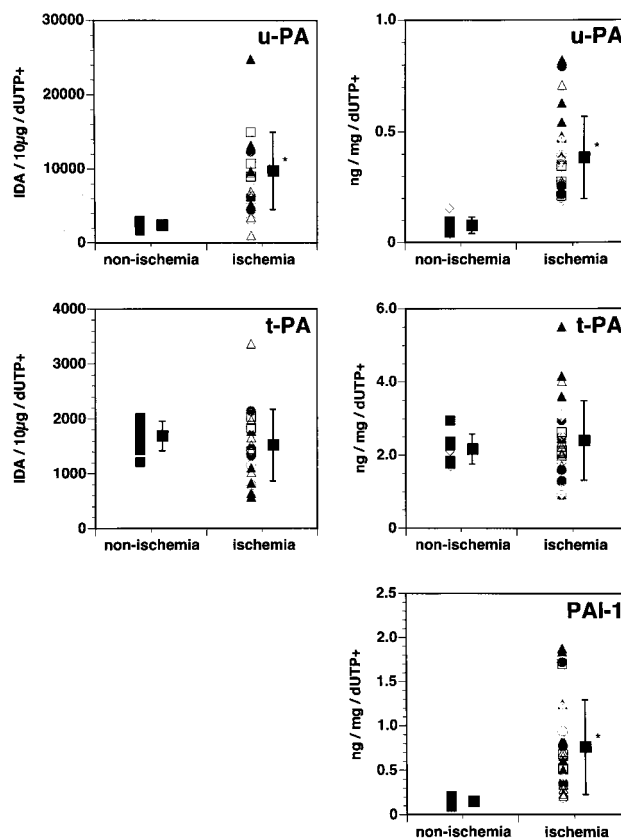 u-PA
30000
20000
10000
0
IDA / 10µg / dUTP+
*
non-ischemia ischemia
u-PA
1.0
0.5
0
ng / mg / dUTP+
*
non-ischemia ischemia
t-PA
4000
3000
2000
1000
0
IDA / 10µg / dUTP+
non-ischemia ischemia
t-PA
6.0
4.0
2.0
0.0
ng / mg / dUTP+
non-ischemia ischemia
PAI-1
2.5
2.0
1.5
1.0
0.5
0.0
ng / mg / dUTP+
*
non-ischemia ischemia